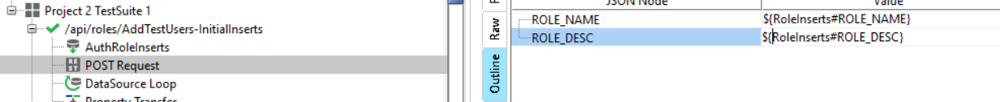 Project 2 TestSuite 1
/api/roles/AddTestUsers-InitialInserts
AuthRoleInserts
POST Request
DataSource Loop
Property Transfer
Raw
Outline
JSON Node Value
ROLE_NAME ${RoleInserts#ROLE_NAME}
ROLE_DESC ${RoleInserts#ROLE_DESC}